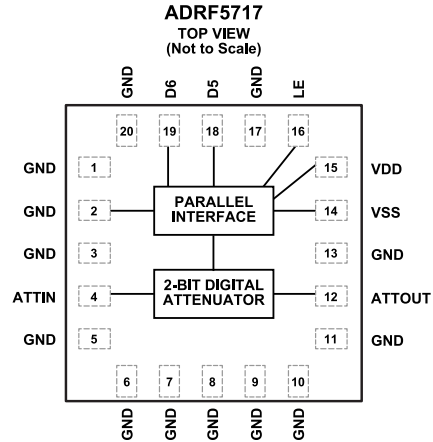 ADRF5717
TOP VIEW
(Not to Scale)
GND
D6
D5
GND
LE
20
19
18
17
16
GND
1
15
VDD
GND
2
PARALLEL
INTERFACE
14
VSS
GND
3
13
GND
ATTIN
4
2-BIT DIGITAL
ATTENUATOR
12
ATTOUT
GND
5
11
GND
6
7
8
9
10
GND
GND
GND
GND
GND